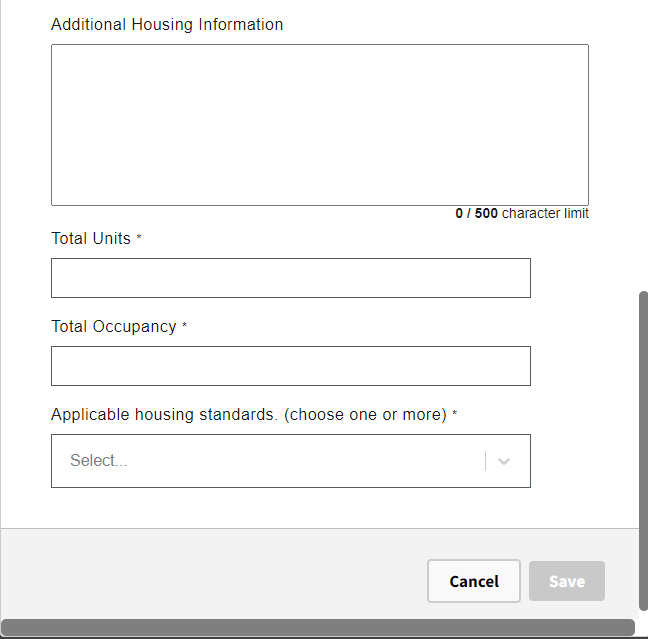 Additional Housing Information
0 / 500 character limit
Total Units *
Total Occupancy *
Applicable housing standards. (choose one or more) *
Select...
Cancel Save